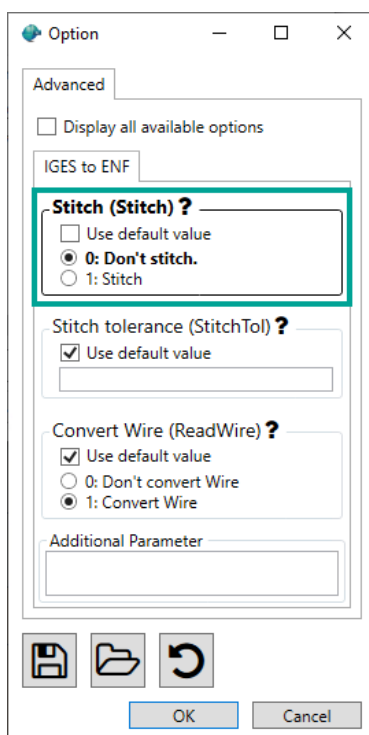 Option
Advanced
Display all available options
IGES to ENF
Stitch (Stitch) ?
Use default value
0: Don't stitch.
1: Stitch
Stitch tolerance (StitchTol) ?
Use default value
Convert Wire (ReadWire) ?
Use default value
0: Don't convert Wire
1: Convert Wire
Additional Parameter
OK Cancel